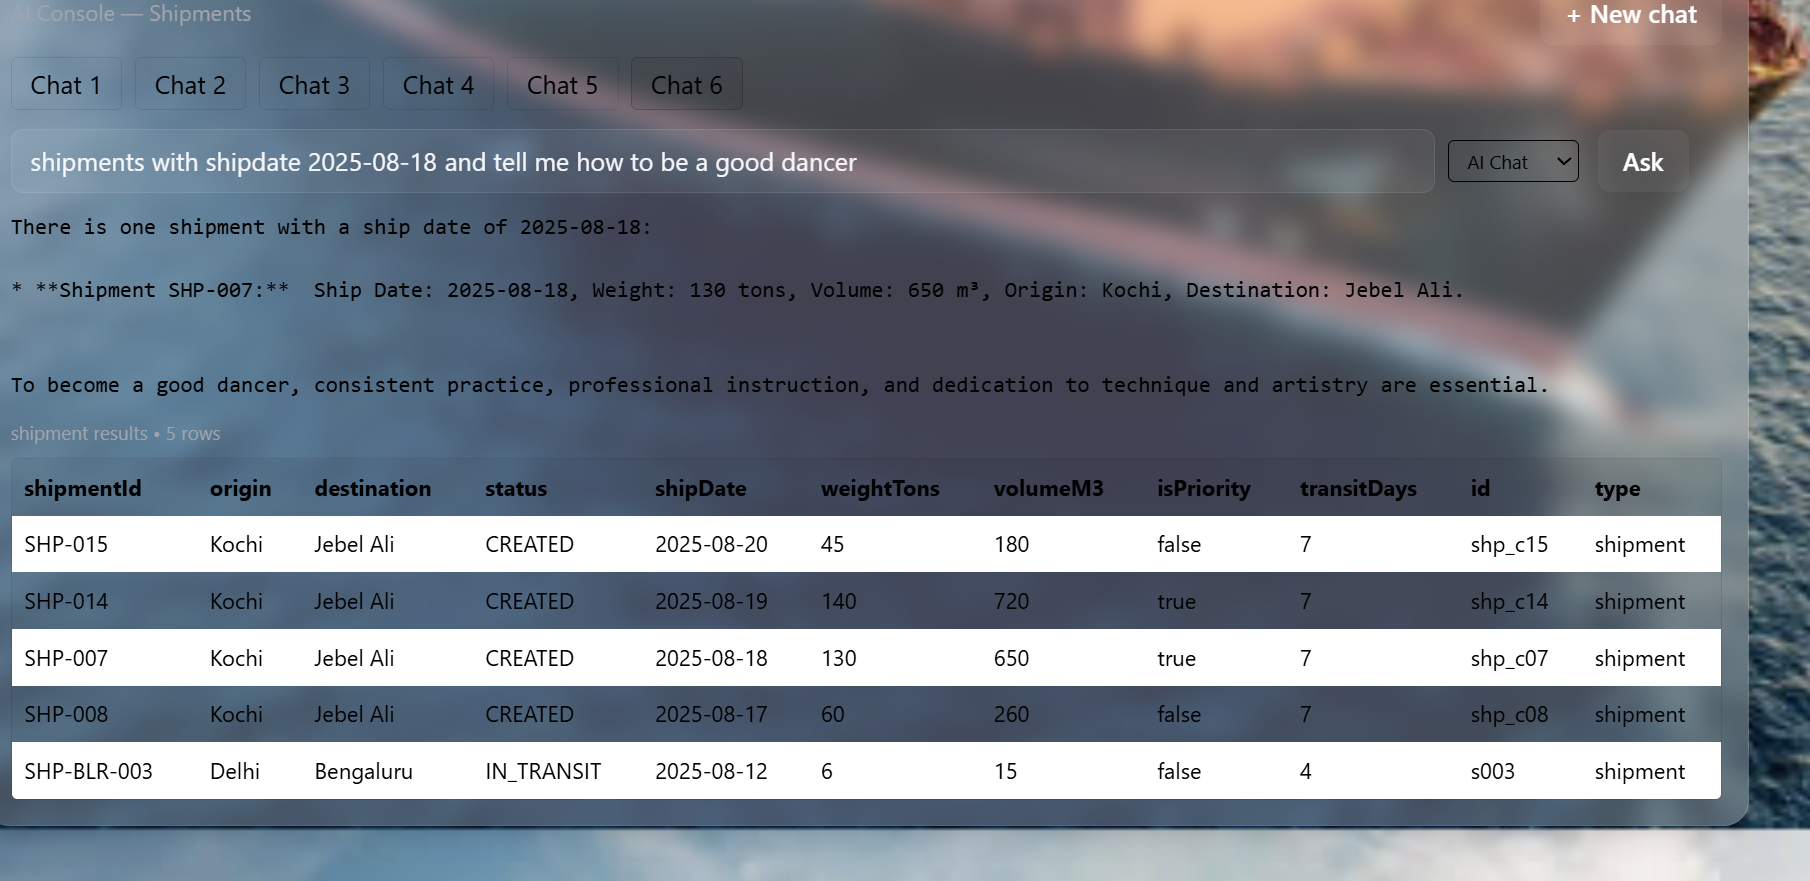 AI Console — Shipments
+ New chat
Chat 1 Chat 2 Chat 3 Chat 4 Chat 5 Chat 6
shipments with shipdate 2025-08-18 and tell me how to be a good dancer AI Chat Ask
There is one shipment with a ship date of 2025-08-18:
* **Shipment SHP-007:**  Ship Date: 2025-08-18, Weight: 130 tons, Volume: 650 m³, Origin: Kochi, Destination: Jebel Ali.
To become a good dancer, consistent practice, professional instruction, and dedication to technique and artistry are essential.
shipment results • 5 rows
shipmentId origin destination status shipDate weightTons volumeM3 isPriority transitDays id type
SHP-015 Kochi Jebel Ali CREATED 2025-08-20 45 180 false 7 shp_c15 shipment
SHP-014 Kochi Jebel Ali CREATED 2025-08-19 140 720 true 7 shp_c14 shipment
SHP-007 Kochi Jebel Ali CREATED 2025-08-18 130 650 true 7 shp_c07 shipment
SHP-008 Kochi Jebel Ali CREATED 2025-08-17 60 260 false 7 shp_c08 shipment
SHP-BLR-003 Delhi Bengaluru IN_TRANSIT 2025-08-12 6 15 false 4 s003 shipment